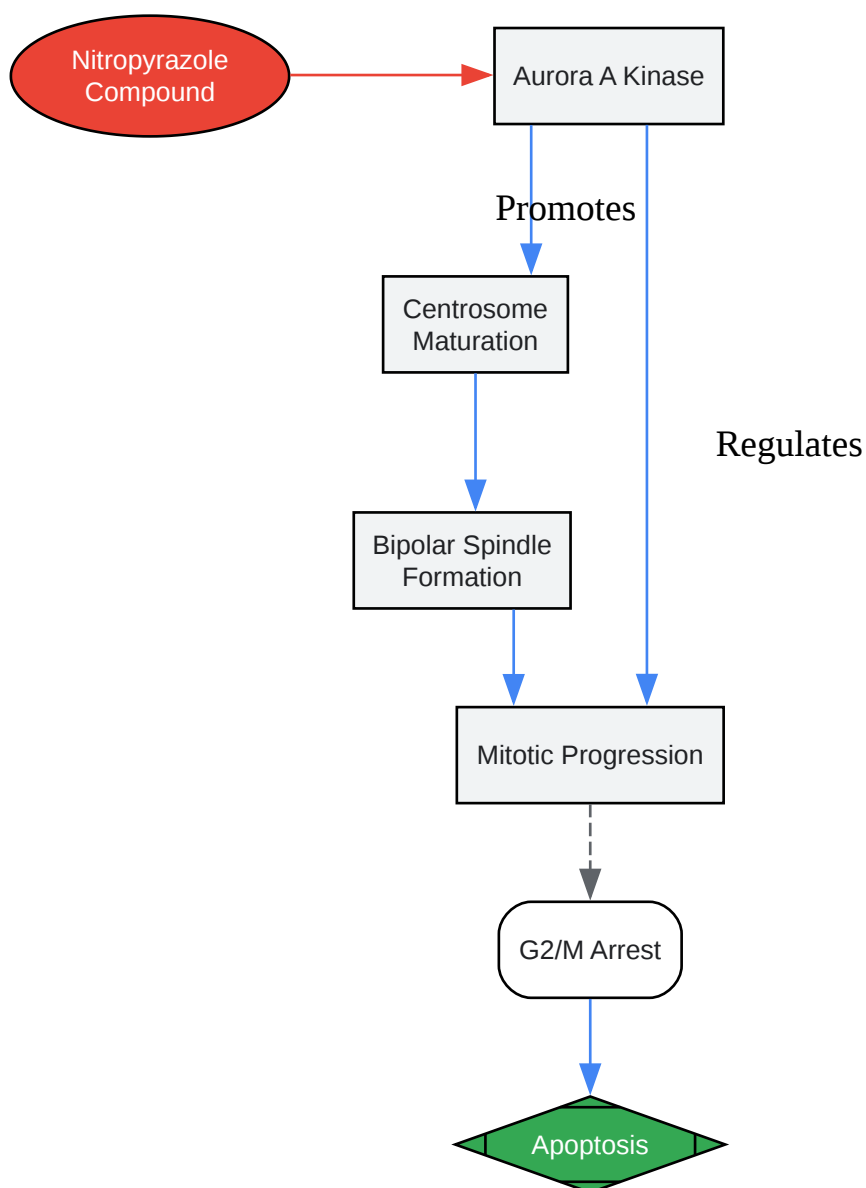 Nitropyrazole
Compound
Aurora A Kinase
Promotes
Centrosome
Maturation
Regulates
Bipolar Spindle
Formation
Mitotic Progression
G2/M Arrest
Apoptosis